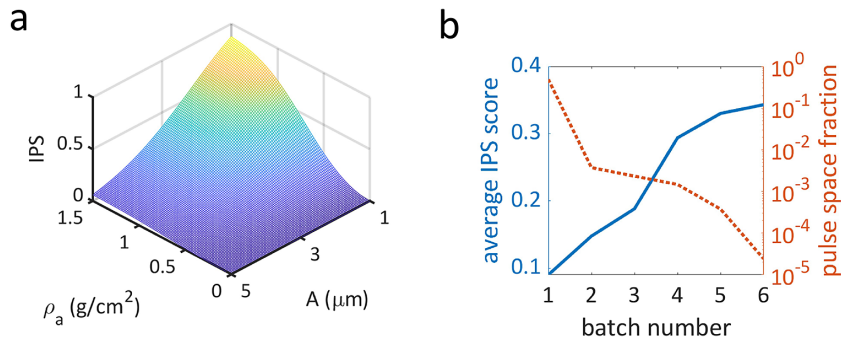 a
1
0.5
0
IPS
1.5
1
0.5
0
5
3
1
ρa (g/cm²)
A (μm)
b
0.4
0.3
0.2
0.1
average IPS score
10⁰
10⁻¹
10⁻²
10⁻³
10⁻⁴
10⁻⁵
pulse space fraction
1 2 3 4 5 6
batch number